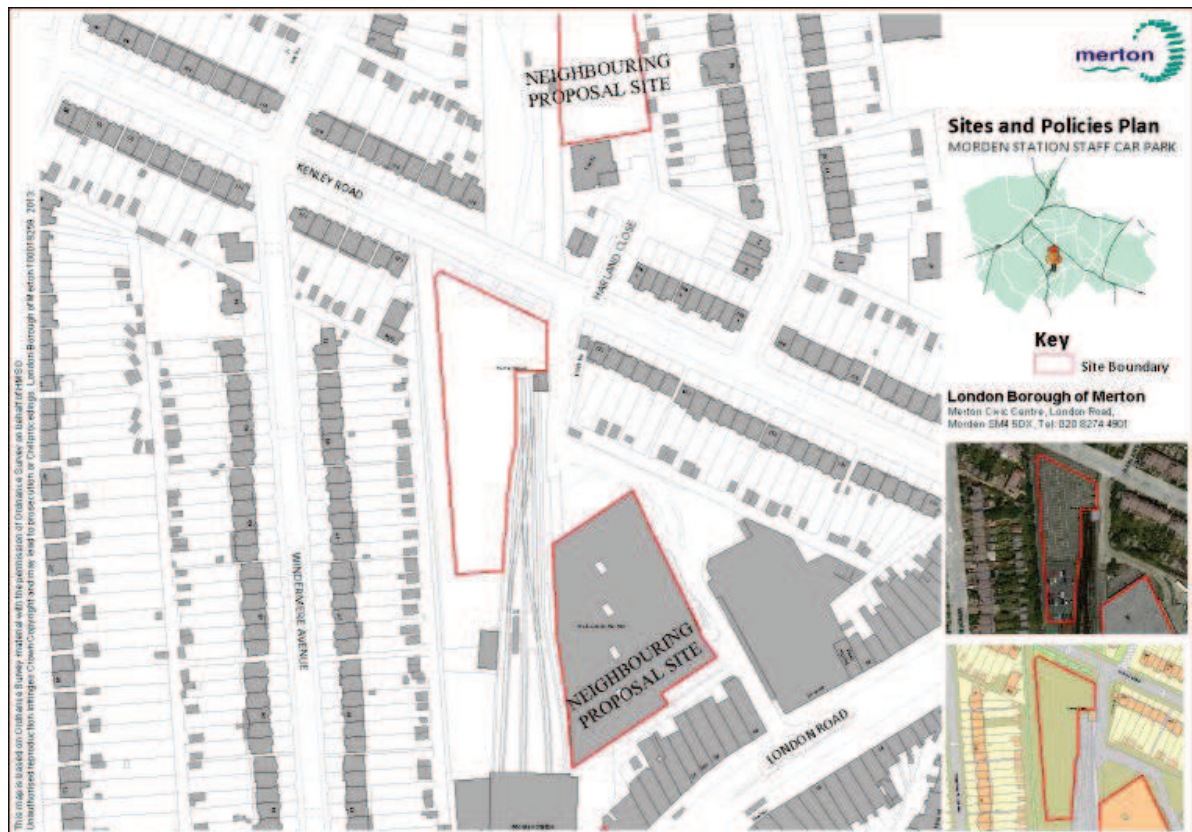 NEIGHBOURING
PROPOSAL SITE
KENLEY ROAD
HARLAND CLOSE
WINDERMERE AVENUE
NEIGHBOURING
PROPOSAL SITE
LONDON ROAD
merton
Sites and Policies Plan
MORDEN STATION STAFF CAR PARK
Key
Site Boundary
London Borough of Merton
Merton Civic Centre, London Road,
Morden SM4 5DX, Tel: 020 8274 4901
This map is based on Ordnance Survey material with the permission of Ordnance Survey on behalf of HMSO.
Unauthorised reproduction infringes Crown Copyright and may lead to prosecution or Civil proceedings. London Borough of Merton 100019259. 2013.